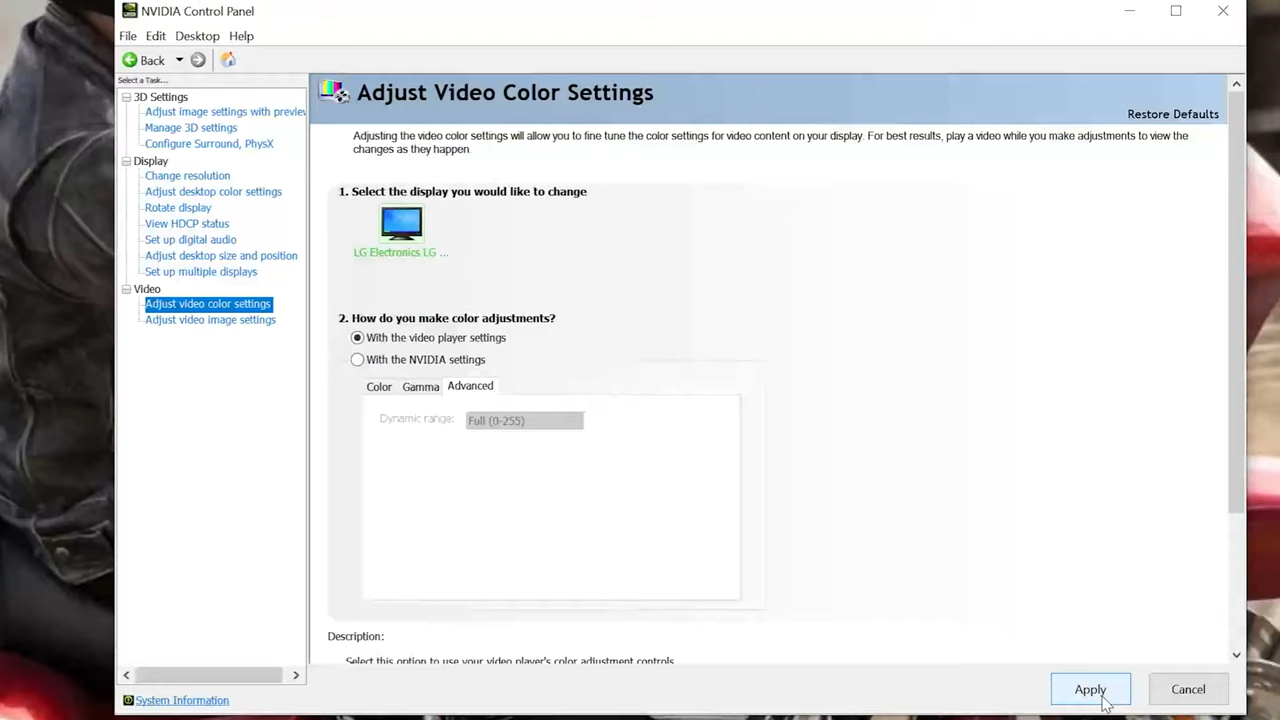 NVIDIA Control Panel
File Edit Desktop Help
Back
Select a Task...
3D Settings
Adjust image settings with preview
Manage 3D settings
Configure Surround, PhysX
Display
Change resolution
Adjust desktop color settings
Rotate display
View HDCP status
Set up digital audio
Adjust desktop size and position
Set up multiple displays
Video
Adjust video color settings
Adjust video image settings
System Information
Adjust Video Color Settings
Restore Defaults
Adjusting the video color settings will allow you to fine tune the color settings for video content on your display. For best results, play a video while you make adjustments to view the
changes as they happen.
1. Select the display you would like to change
LG Electronics LG ...
2. How do you make color adjustments?
With the video player settings
With the NVIDIA settings
Color Gamma Advanced
Dynamic range: Full (0-255)
Description:
Select this option to use your video player's color adjustment controls.
Apply Cancel